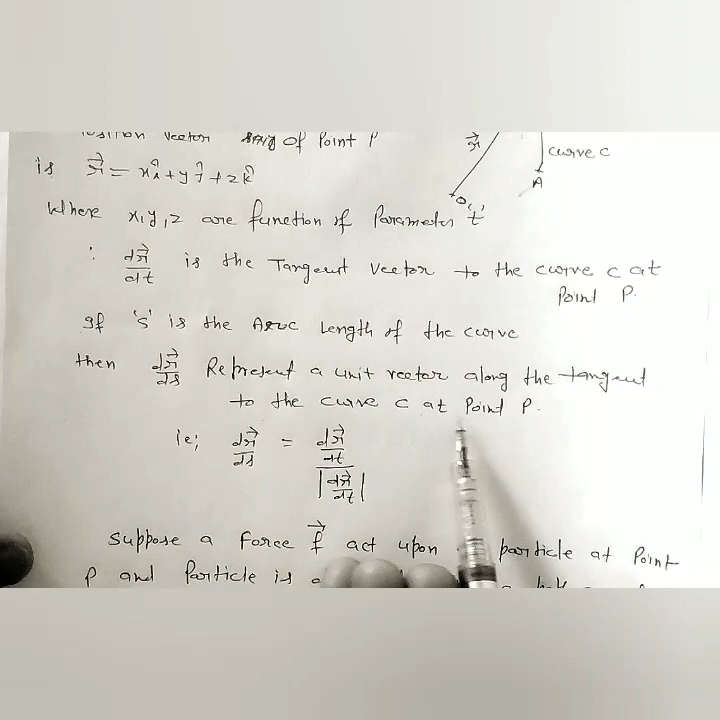 Position Vector of Point P
curve C
A
O
is r⃗ = xî + yĵ + zk̂
Where x, y, z are function of Parameter 't'
∴ dr⃗/dt is the Tangent Vector to the curve C at
Point P.
If 's' is the Arc Length of the curve
then dr⃗/ds Represent a unit vector along the tangent
to the curve C at Point P.
ie; dr⃗/ds = (dr⃗/dt) / |dr⃗/dt|
Suppose a Force f⃗ act upon particle at Point
P and Particle is